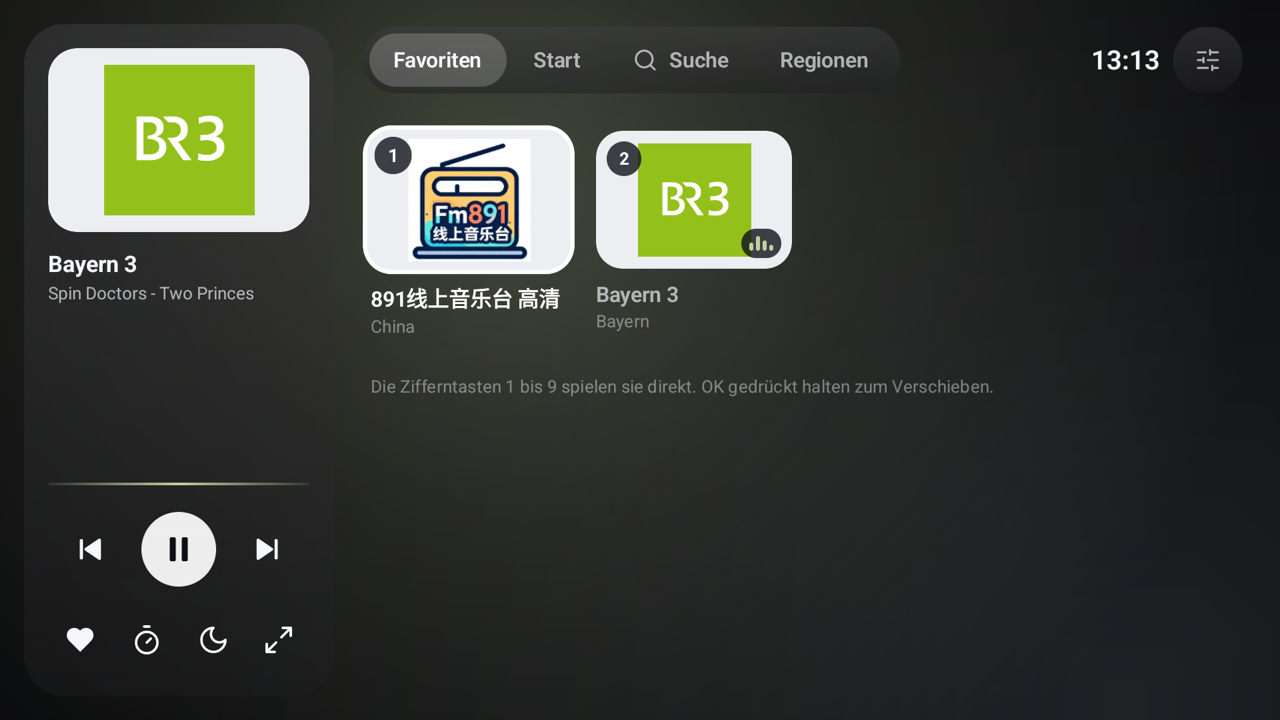 BR3
Bayern 3
Spin Doctors - Two Princes
Favoriten
Start
Suche
Regionen
13:13
1
Fm891
线上音乐台
891线上音乐台 高清
China
2
BR3
Bayern 3
Bayern
Die Zifferntasten 1 bis 9 spielen sie direkt. OK gedrückt halten zum Verschieben.